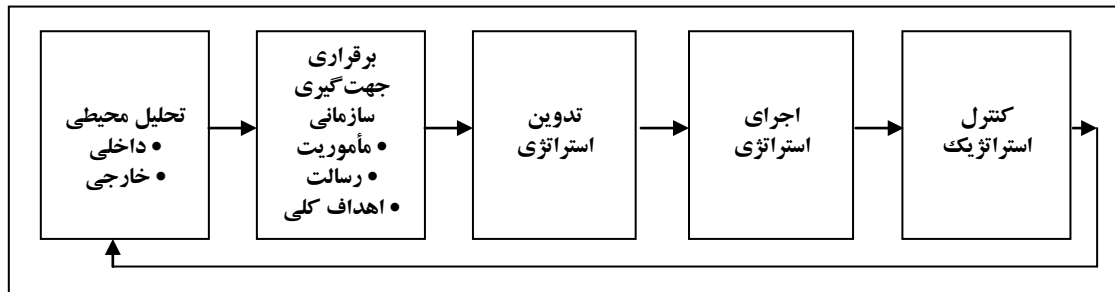 تحلیل محیطی
• داخلی
• خارجی
برقراری
جهت‌گیری
سازمانی
• مأموریت
• رسالت
• اهداف کلی
تدوین
استراتژی
اجرای
استراتژی
کنترل
استراتژیک